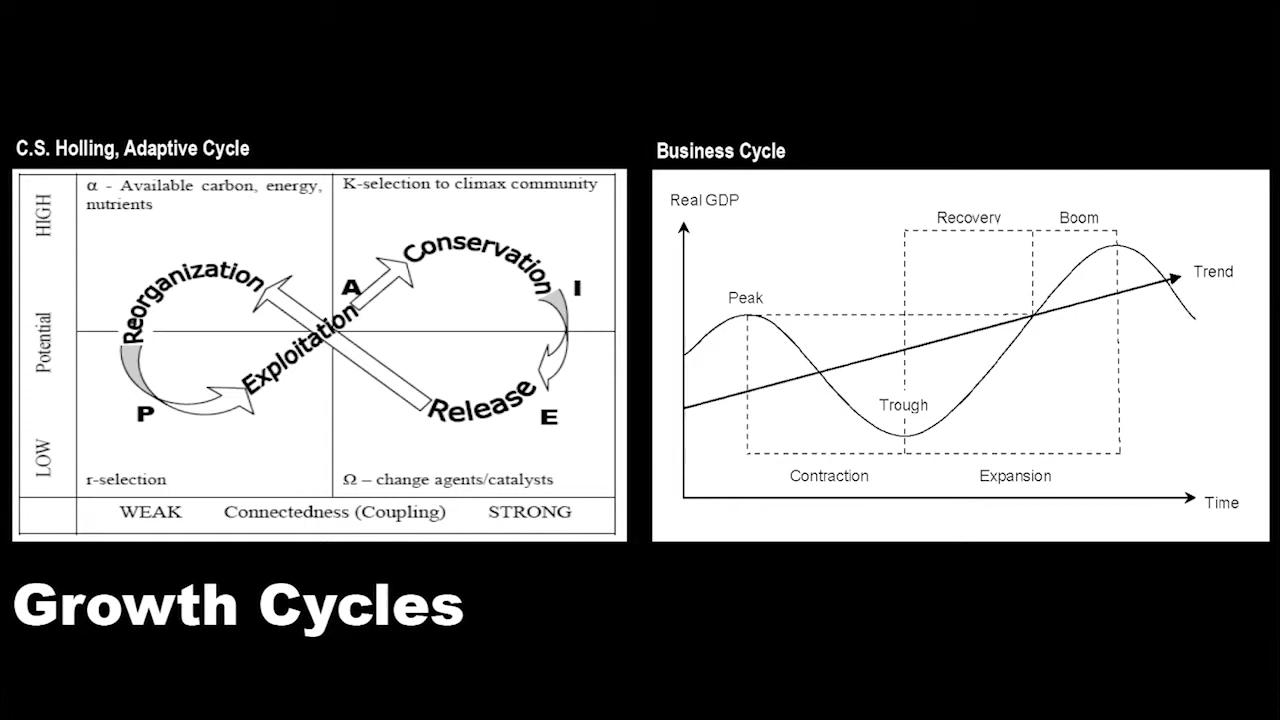 C.S. Holling, Adaptive Cycle
HIGH
Potential
LOW
α - Available carbon, energy,
nutrients
K-selection to climax community
Reorganization
Conservation
A
I
Exploitation
P
Release
E
r-selection
Ω – change agents/catalysts
WEAK Connectedness (Coupling) STRONG
Business Cycle
Real GDP
Recovery Boom
Trend
Peak
Trough
Contraction Expansion
Time
Growth Cycles